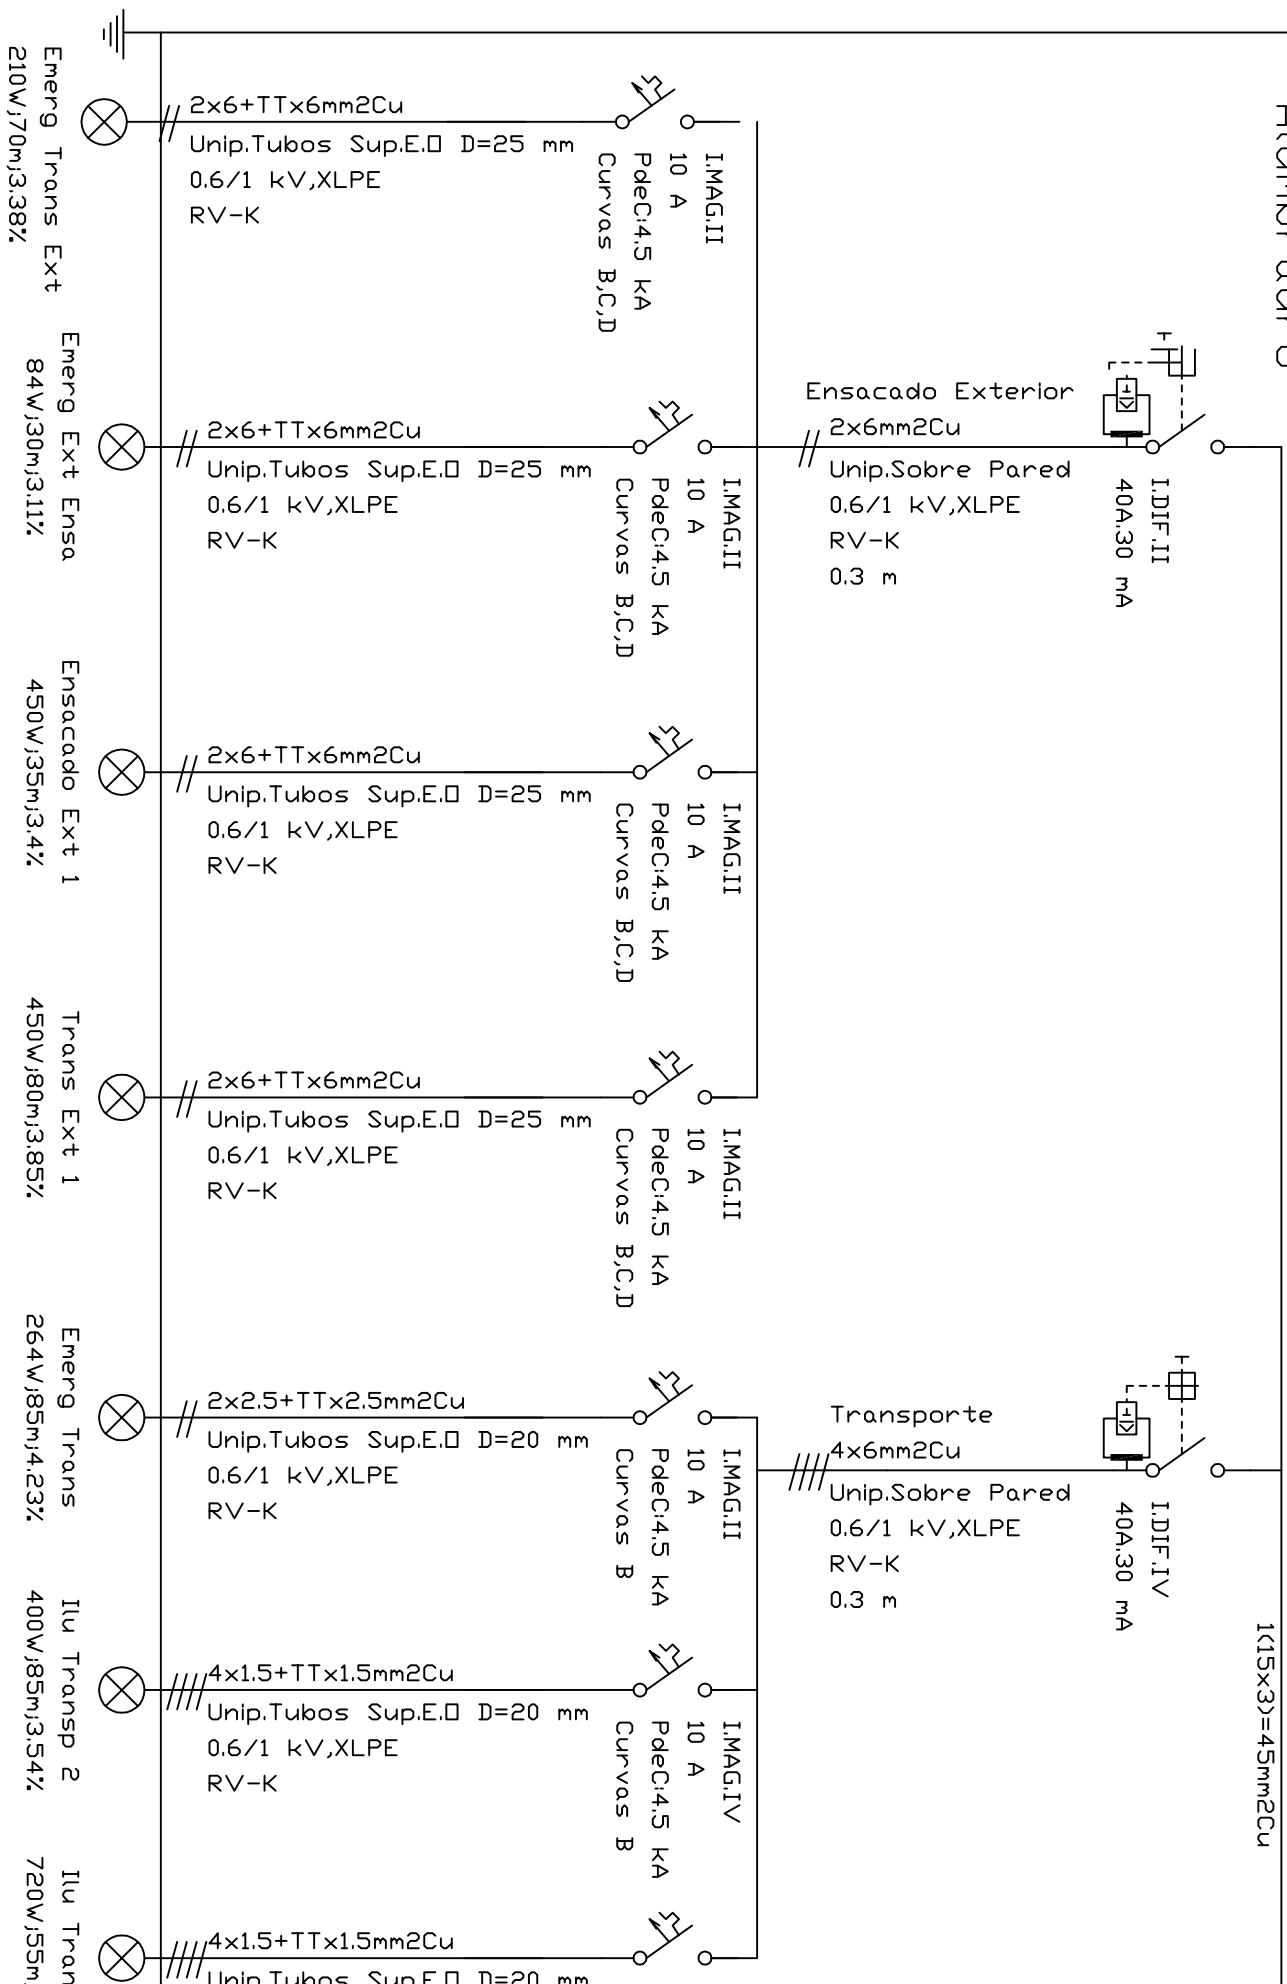 2x6+TTx6mm2Cu
Unip.Tubos Sup.E.O D=25 mm
0.6/1 kV,XLPE
RV-K
I.MAG.II
10 A
PdeC:4.5 kA
Curvas B,C,D
Emerg Trans Ext
210W;70m;3.38%
Ensacado Exterior
2x6mm2Cu
Unip.Sobre Pared
0.6/1 kV,XLPE
RV-K
0.3 m
I.DIF.II
40A.30 mA
2x6+TTx6mm2Cu
Unip.Tubos Sup.E.O D=25 mm
0.6/1 kV,XLPE
RV-K
I.MAG.II
10 A
PdeC:4.5 kA
Curvas B,C,D
Emerg Ext Ensa
84W;30m;3.11%
2x6+TTx6mm2Cu
Unip.Tubos Sup.E.O D=25 mm
0.6/1 kV,XLPE
RV-K
I.MAG.II
10 A
PdeC:4.5 kA
Curvas B,C,D
Ensacado Ext 1
450W;35m;3.4%
2x6+TTx6mm2Cu
Unip.Tubos Sup.E.O D=25 mm
0.6/1 kV,XLPE
RV-K
I.MAG.II
10 A
PdeC:4.5 kA
Curvas B,C,D
Trans Ext 1
450W;80m;3.85%
Transporte
4x6mm2Cu
Unip.Sobre Pared
0.6/1 kV,XLPE
RV-K
0.3 m
I.DIF.IV
40A.30 mA
1(15x3)=45mm2Cu
2x2.5+TTx2.5mm2Cu
Unip.Tubos Sup.E.O D=20 mm
0.6/1 kV,XLPE
RV-K
I.MAG.II
10 A
PdeC:4.5 kA
Curvas B
Emerg Trans
264W;85m;4.23%
4x1.5+TTx1.5mm2Cu
Unip.Tubos Sup.E.O D=20 mm
0.6/1 kV,XLPE
RV-K
I.MAG.IV
10 A
PdeC:4.5 kA
Curvas B
Ilu Transp 2
400W;85m;3.54%
4x1.5+TTx1.5mm2Cu
Unip.Tubos Sup.E.O D=20 mm
Ilu Tran
720W;55m